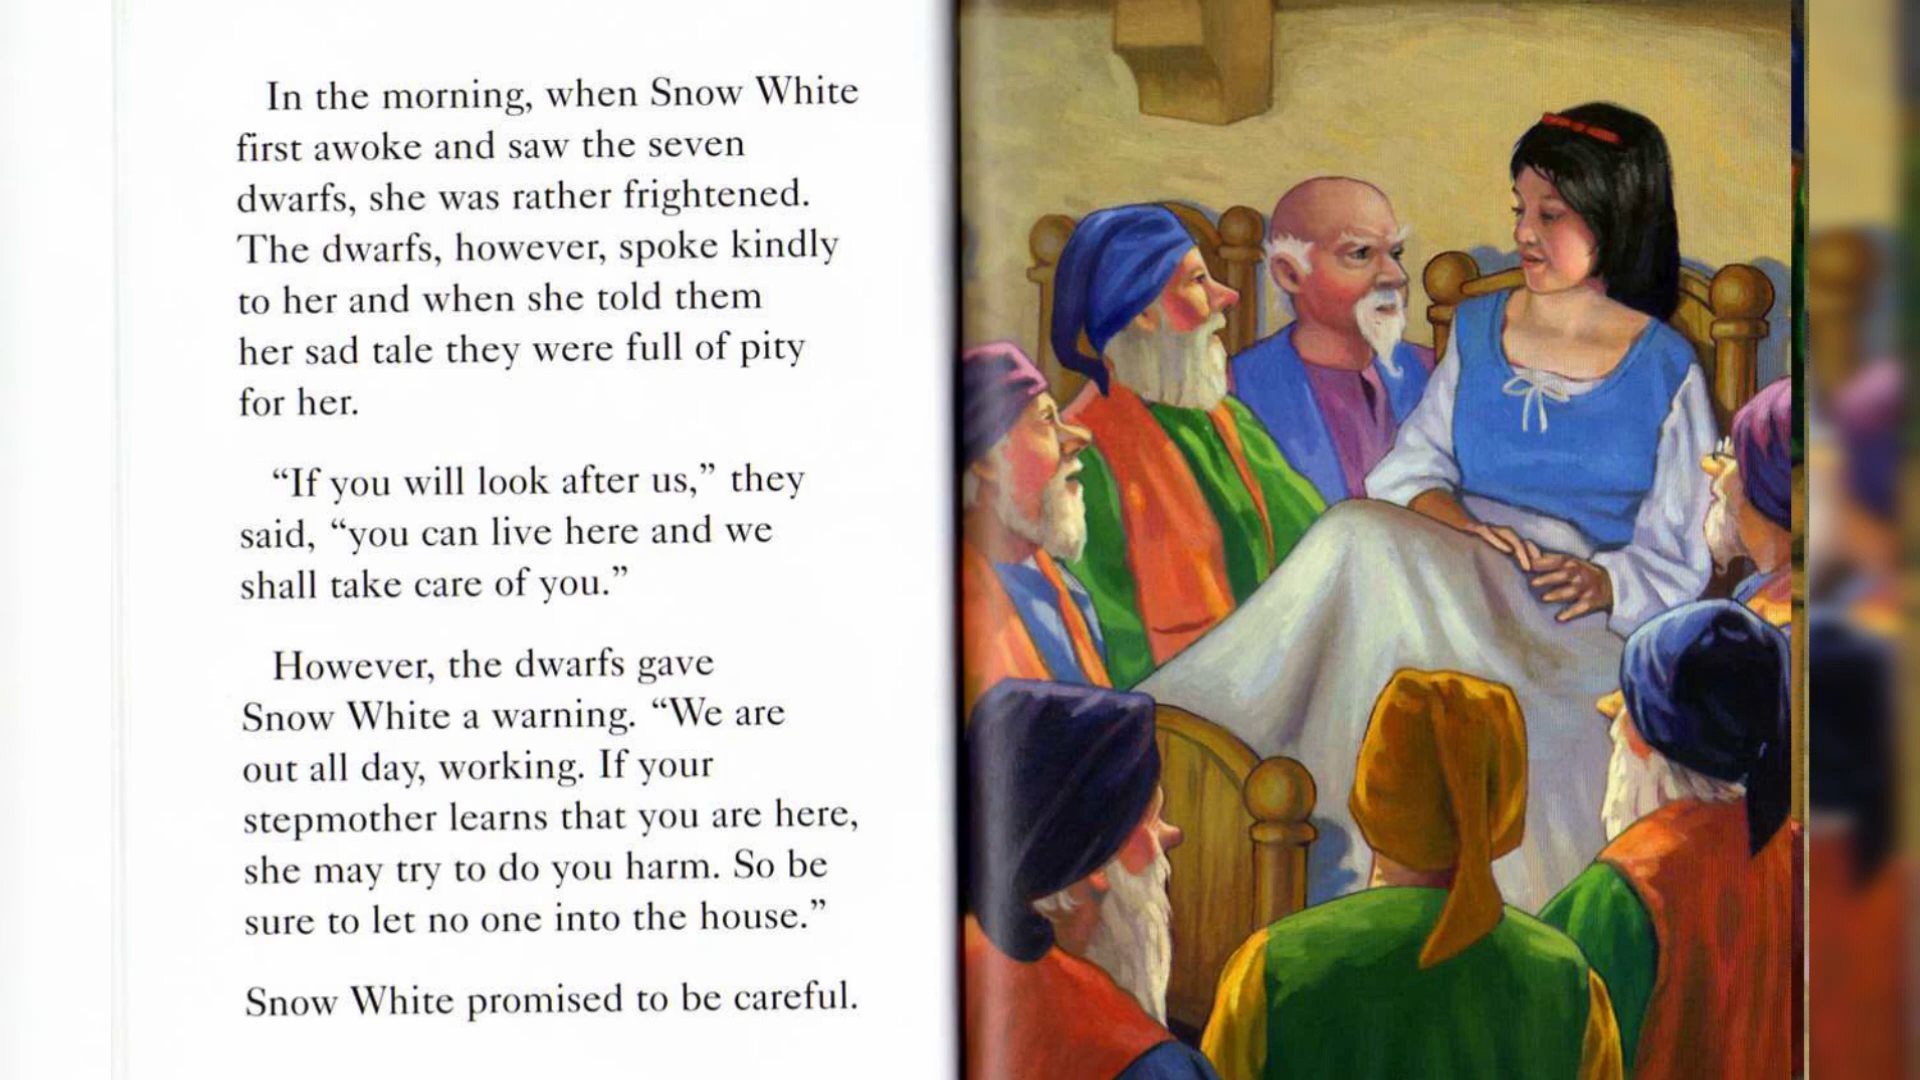 In the morning, when Snow White
first awoke and saw the seven
dwarfs, she was rather frightened.
The dwarfs, however, spoke kindly
to her and when she told them
her sad tale they were full of pity
for her.
“If you will look after us,” they
said, “you can live here and we
shall take care of you.”
However, the dwarfs gave
Snow White a warning. “We are
out all day, working. If your
stepmother learns that you are here,
she may try to do you harm. So be
sure to let no one into the house.”
Snow White promised to be careful.